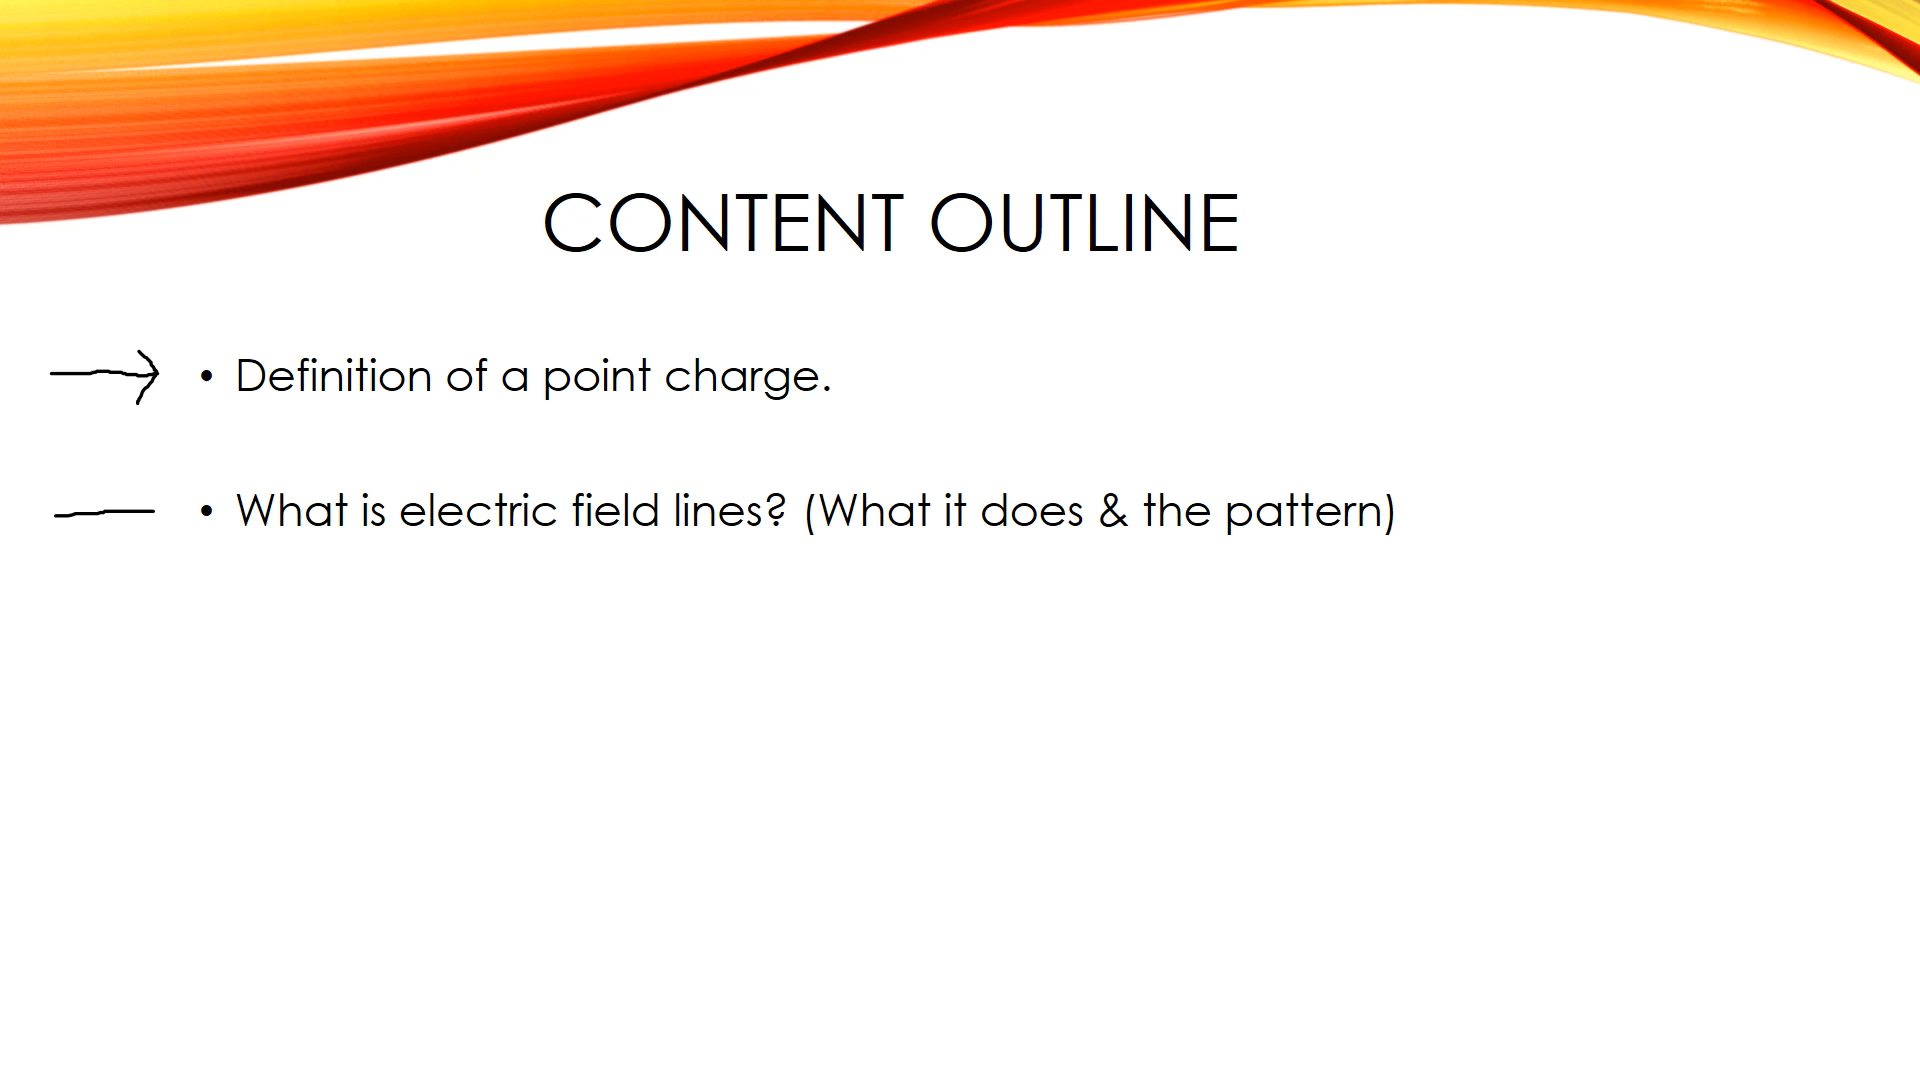 CONTENT OUTLINE
• Definition of a point charge.
• What is electric field lines? (What it does & the pattern)